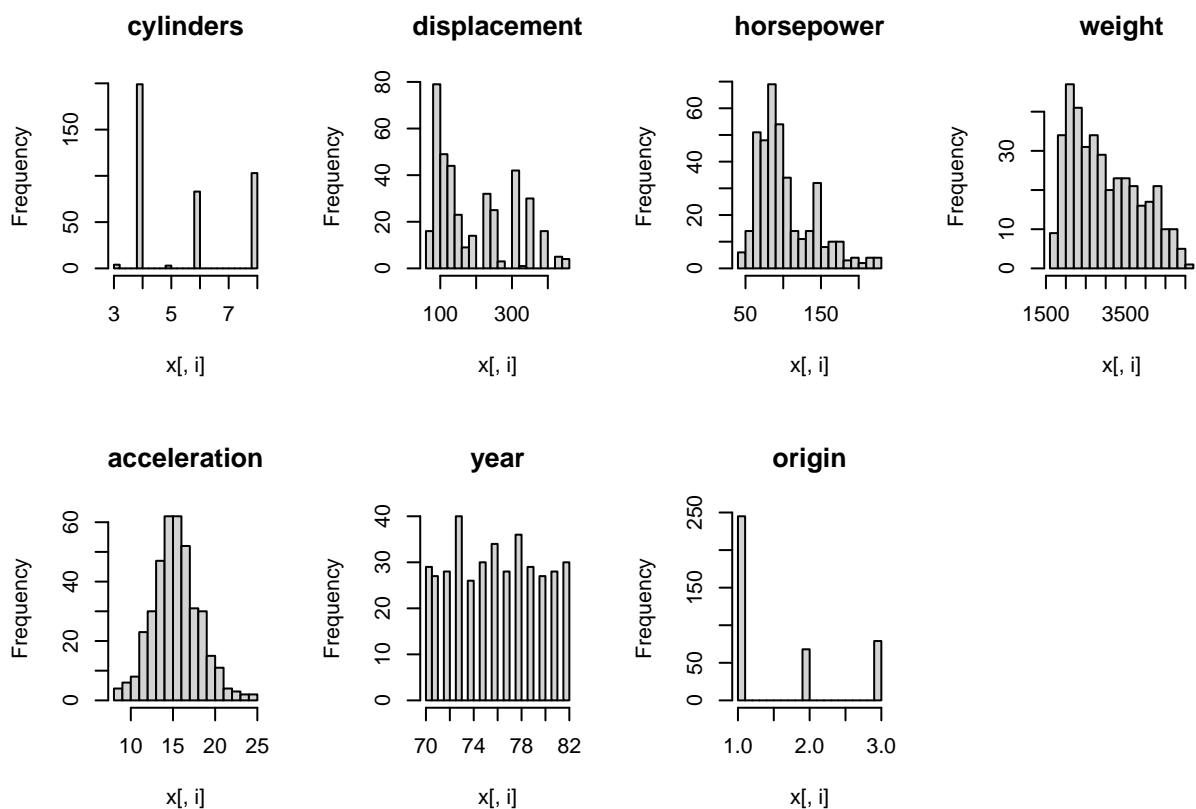 cylinders
Frequency
0 50 150
3 5 7
x[, i]
displacement
Frequency
0 20 40 60 80
100 300
x[, i]
horsepower
Frequency
0 20 40 60
50 150
x[, i]
weight
Frequency
0 10 30
1500 3500
x[, i]
acceleration
Frequency
0 20 40 60
10 15 20 25
x[, i]
year
Frequency
0 10 20 30 40
70 74 78 82
x[, i]
origin
Frequency
0 50 150 250
1.0 2.0 3.0
x[, i]